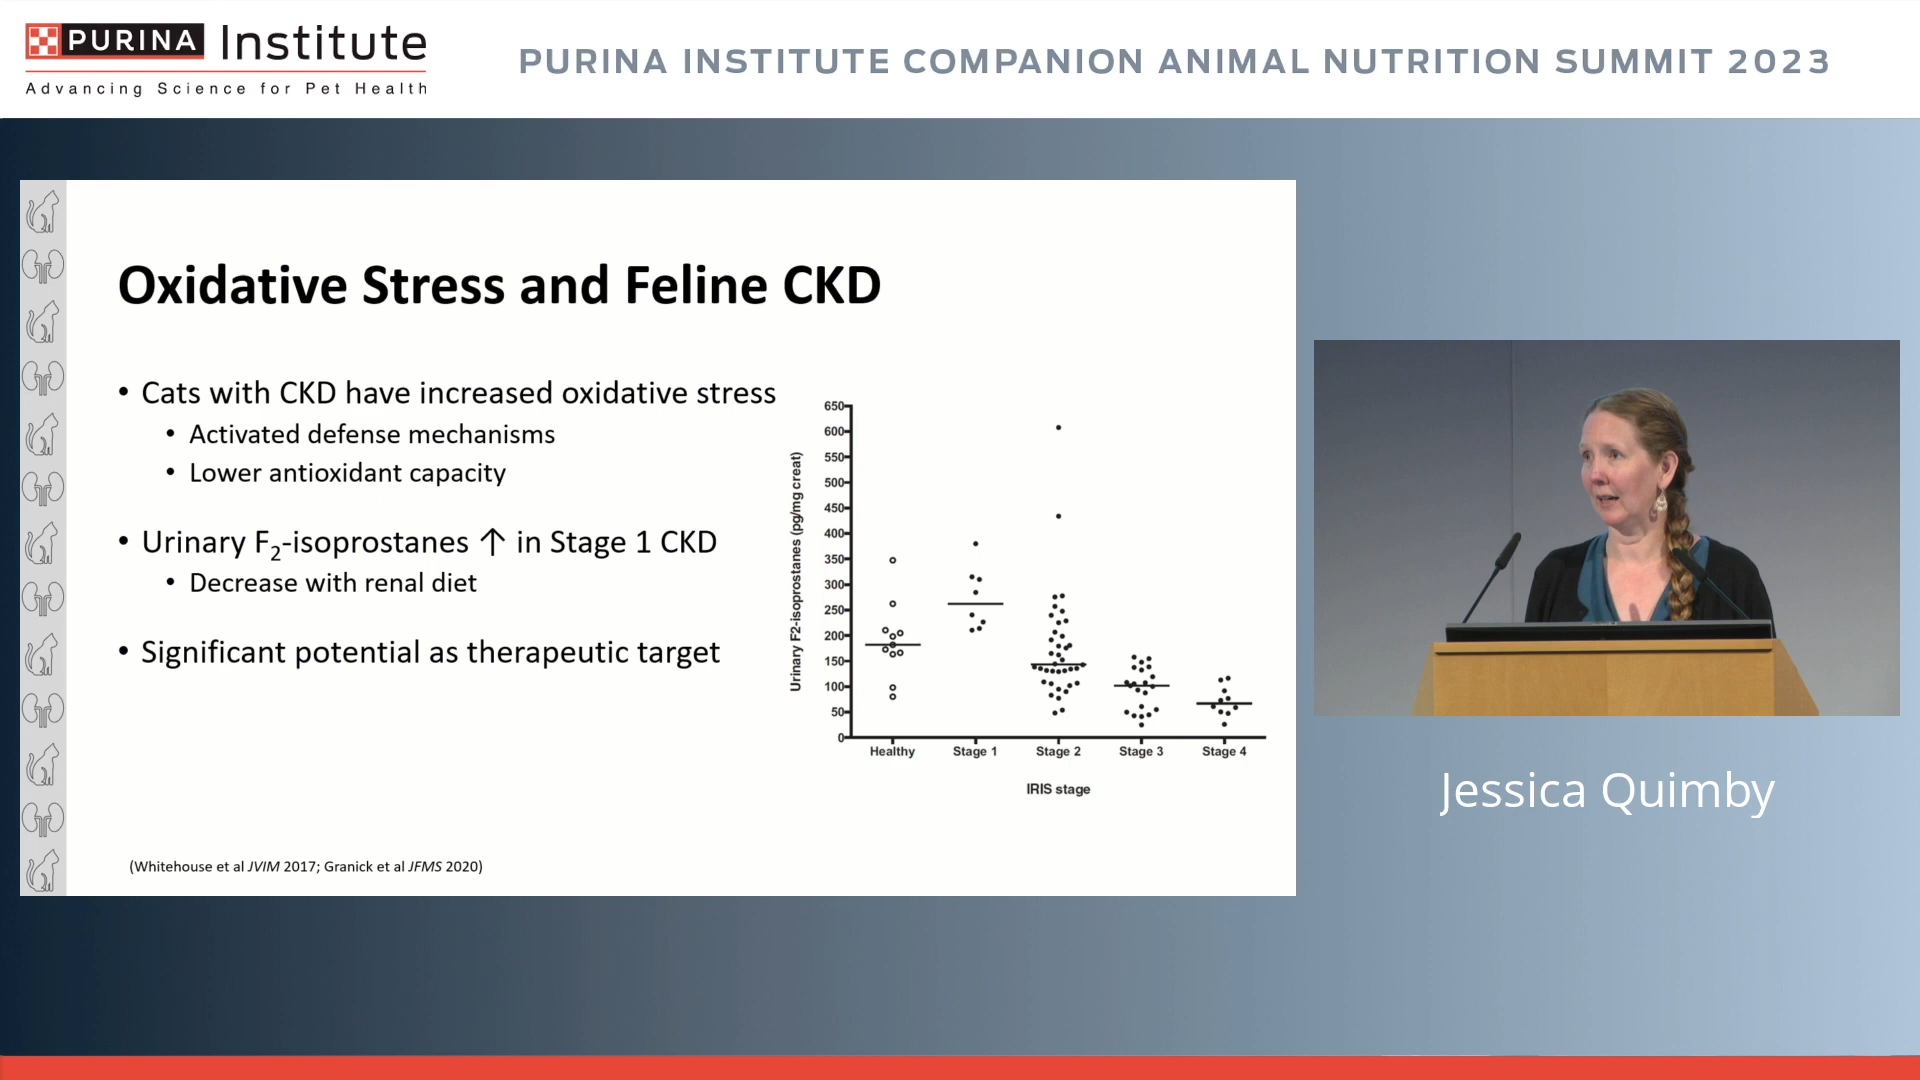 PURINA Institute
Advancing Science for Pet Health
PURINA INSTITUTE COMPANION ANIMAL NUTRITION SUMMIT 2023
Oxidative Stress and Feline CKD
• Cats with CKD have increased oxidative stress
• Activated defense mechanisms
• Lower antioxidant capacity
• Urinary F2-isoprostanes ↑ in Stage 1 CKD
• Decrease with renal diet
• Significant potential as therapeutic target
(Whitehouse et al JVIM 2017; Granick et al JFMS 2020)
Urinary F2-isoprostanes (pg/mg creat)
650
600
550
500
450
400
350
300
250
200
150
100
50
0
Healthy Stage 1 Stage 2 Stage 3 Stage 4
IRIS stage
Jessica Quimby